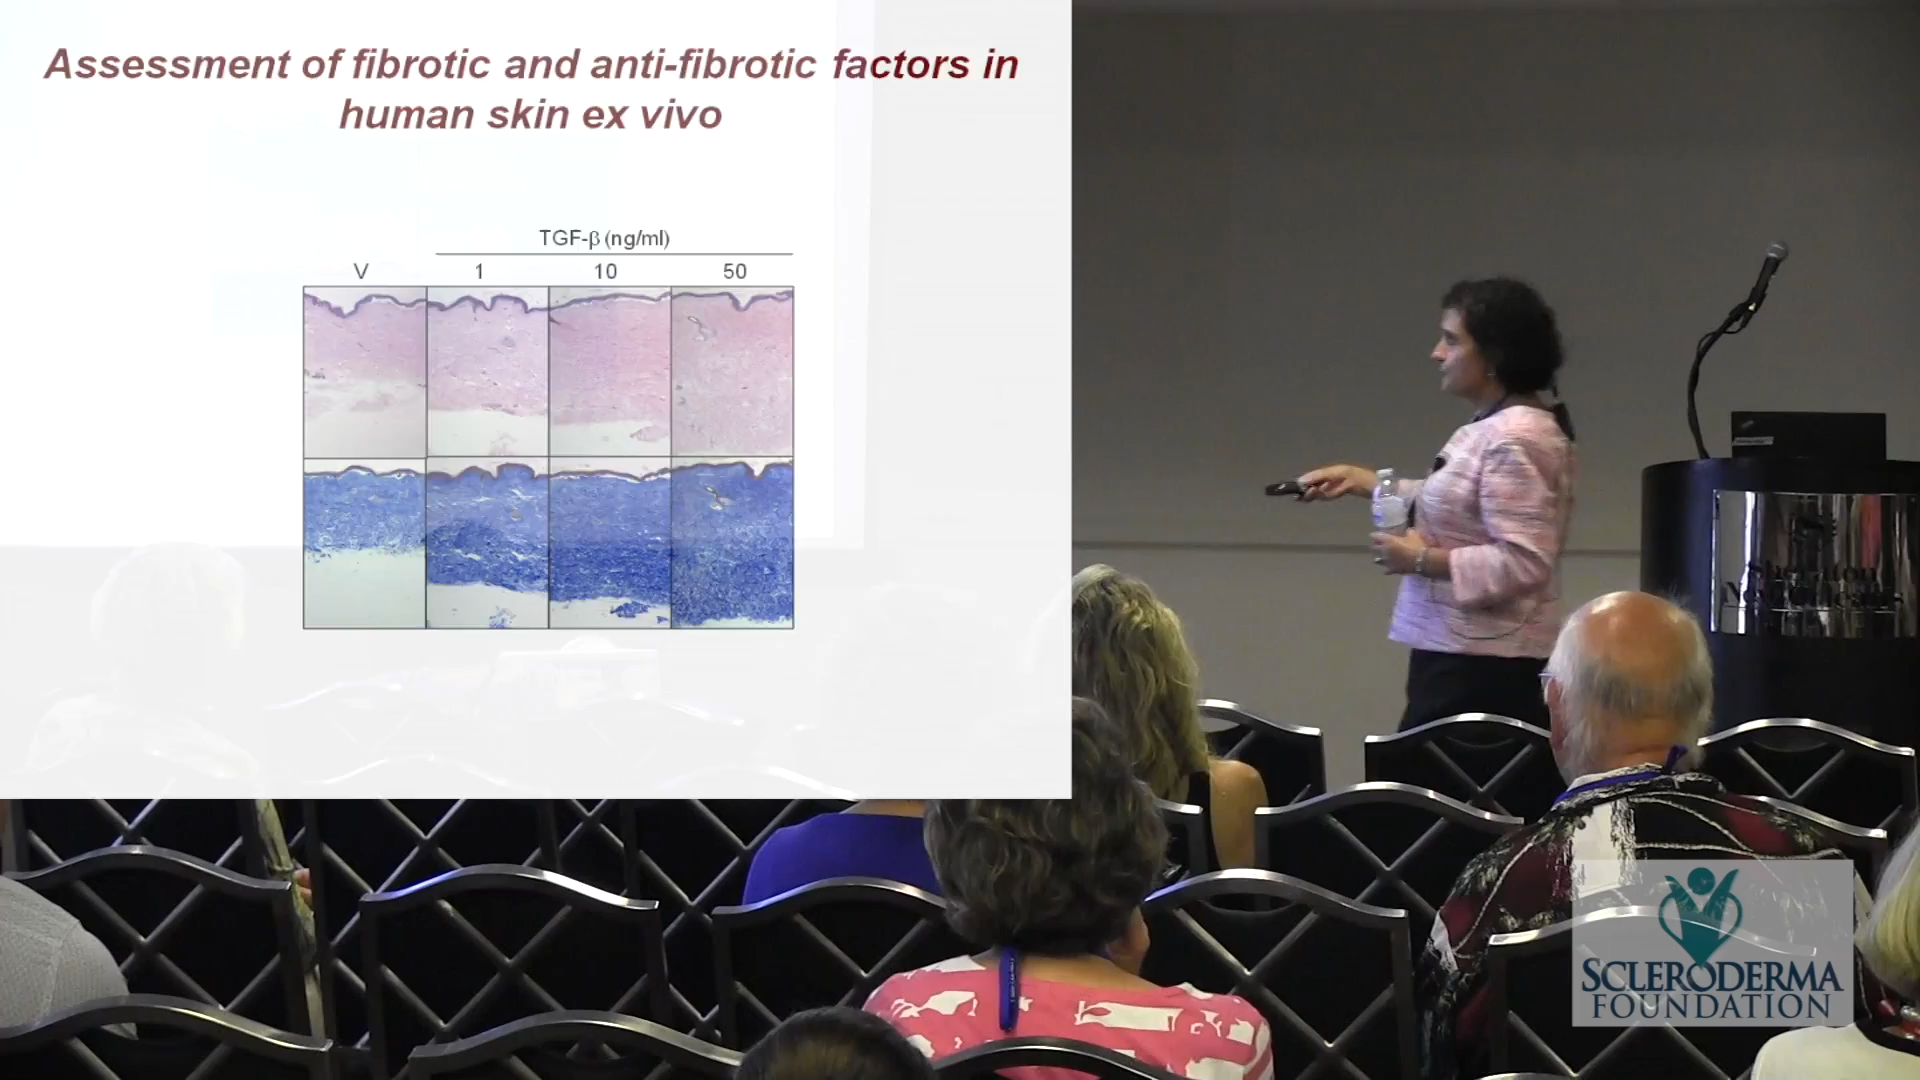 Assessment of fibrotic and anti-fibrotic factors in
human skin ex vivo
TGF-β (ng/ml)
V 1 10 50
SCLERODERMA
FOUNDATION